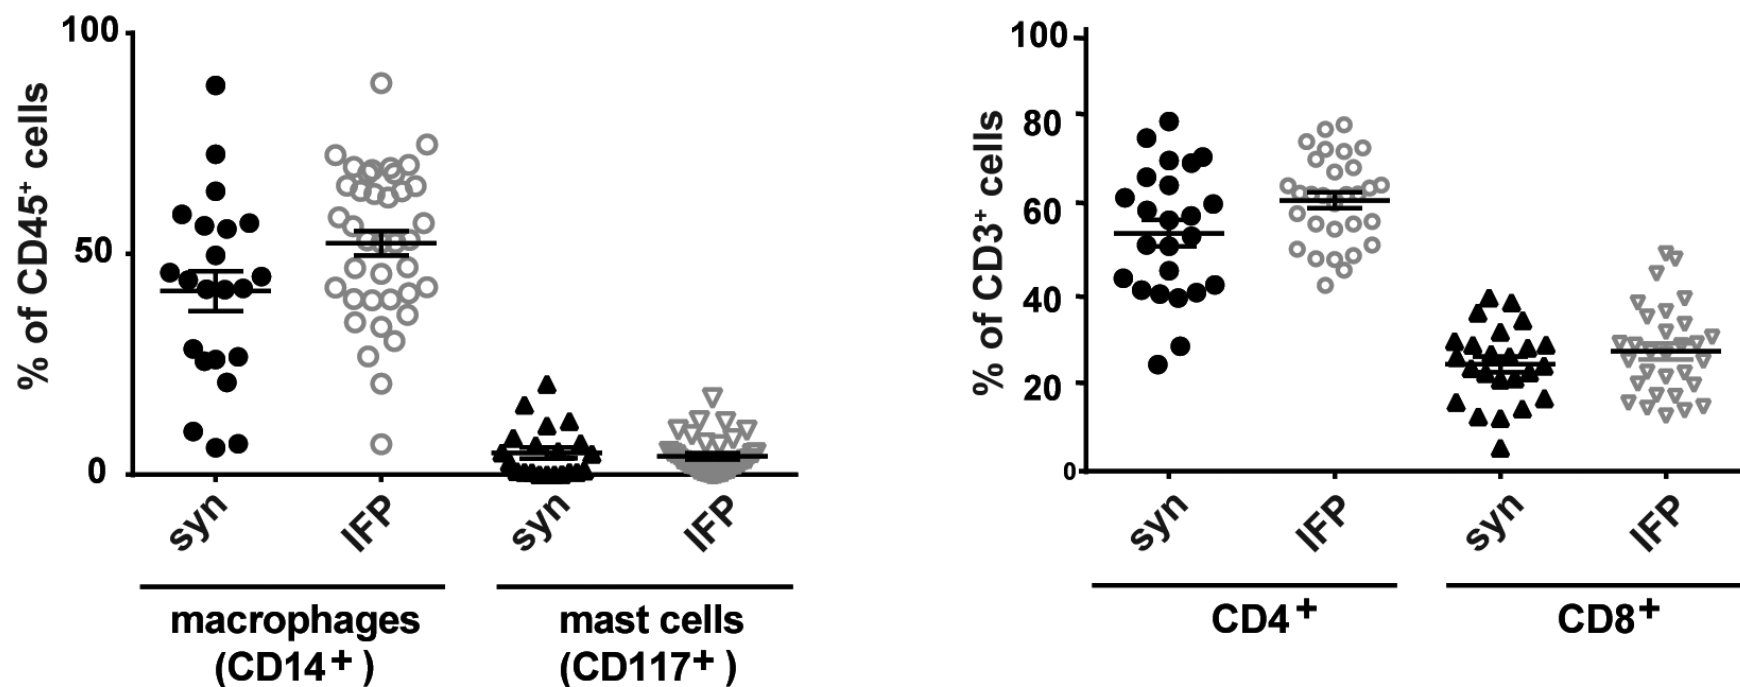 % of CD45⁺ cells
100
50
0
syn
IFP
syn
IFP
macrophages
(CD14⁺)
mast cells
(CD117⁺)
% of CD3⁺ cells
100
80
60
40
20
0
syn
IFP
syn
IFP
CD4⁺
CD8⁺